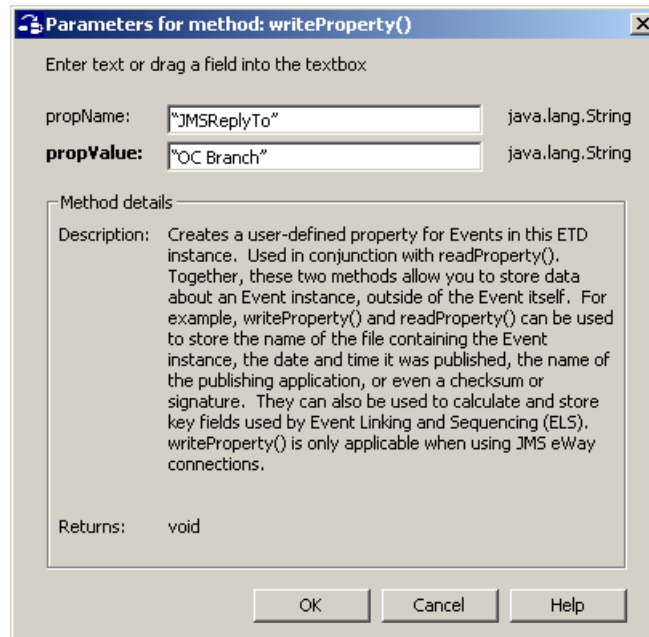 Parameters for method: writeProperty()
Enter text or drag a field into the textbox
propName: "JMSReplyTo" java.lang.String
propValue: "OC Branch" java.lang.String
Method details
Description: Creates a user-defined property for Events in this ETD
instance. Used in conjunction with readProperty().
Together, these two methods allow you to store data
about an Event instance, outside of the Event itself. For
example, writeProperty() and readProperty() can be used
to store the name of the file containing the Event
instance, the date and time it was published, the name of
the publishing application, or even a checksum or
signature. They can also be used to calculate and store
key fields used by Event Linking and Sequencing (ELS).
writeProperty() is only applicable when using JMS eWay
connections.
Returns: void
OK Cancel Help